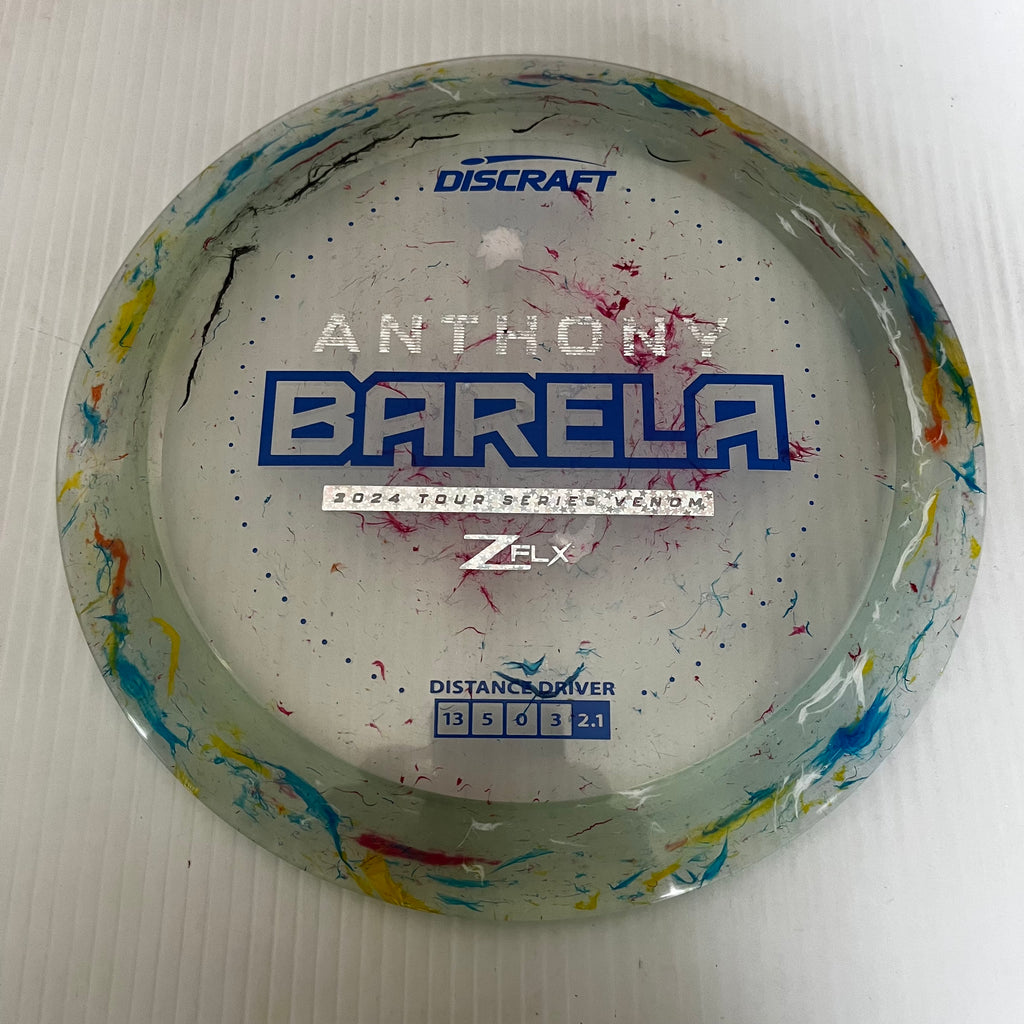 DISCRAFT
ANTHONY
BARELA
2024 TOUR SERIES VENOM
Z FLX
DISTANCE DRIVER
13 5 0 3 2.1